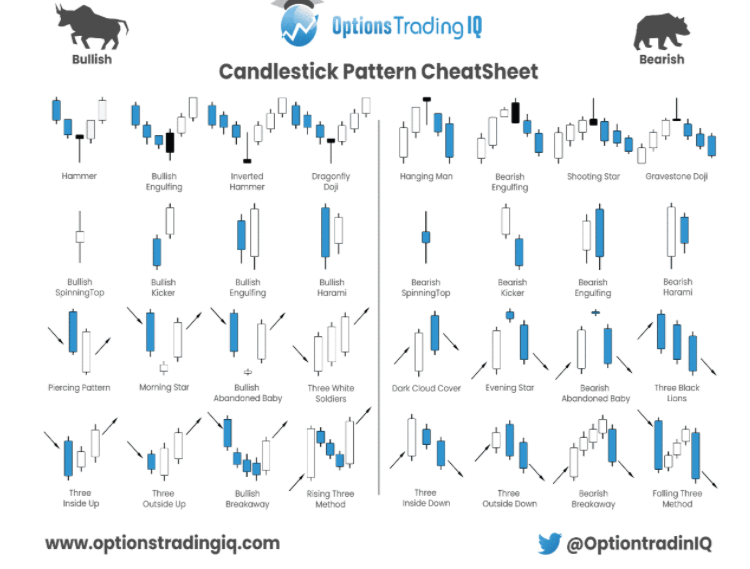 Options Trading IQ
Bullish
Bearish
Candlestick Pattern CheatSheet
Hammer
Bullish
Engulfing
Inverted
Hammer
Dragonfly
Doji
Hanging Man
Bearish
Engulfing
Shooting Star
Gravestone Doji
Bullish
SpinningTop
Bullish
Kicker
Bullish
Engulfing
Bullish
Harami
Bearish
SpinningTop
Bearish
Kicker
Bearish
Engulfing
Bearish
Harami
Piercing Pattern
Morning Star
Bullish
Abandoned Baby
Three White
Soldiers
Dark Cloud Cover
Evening Star
Bearish
Abandoned Baby
Three Black
Lions
Three
Inside Up
Three
Outside Up
Bullish
Breakaway
Rising Three
Method
Three
Inside Down
Three
Outside Down
Bearish
Breakaway
Falling Three
Method
www.optionstradingiq.com
@OptiontradinIQ